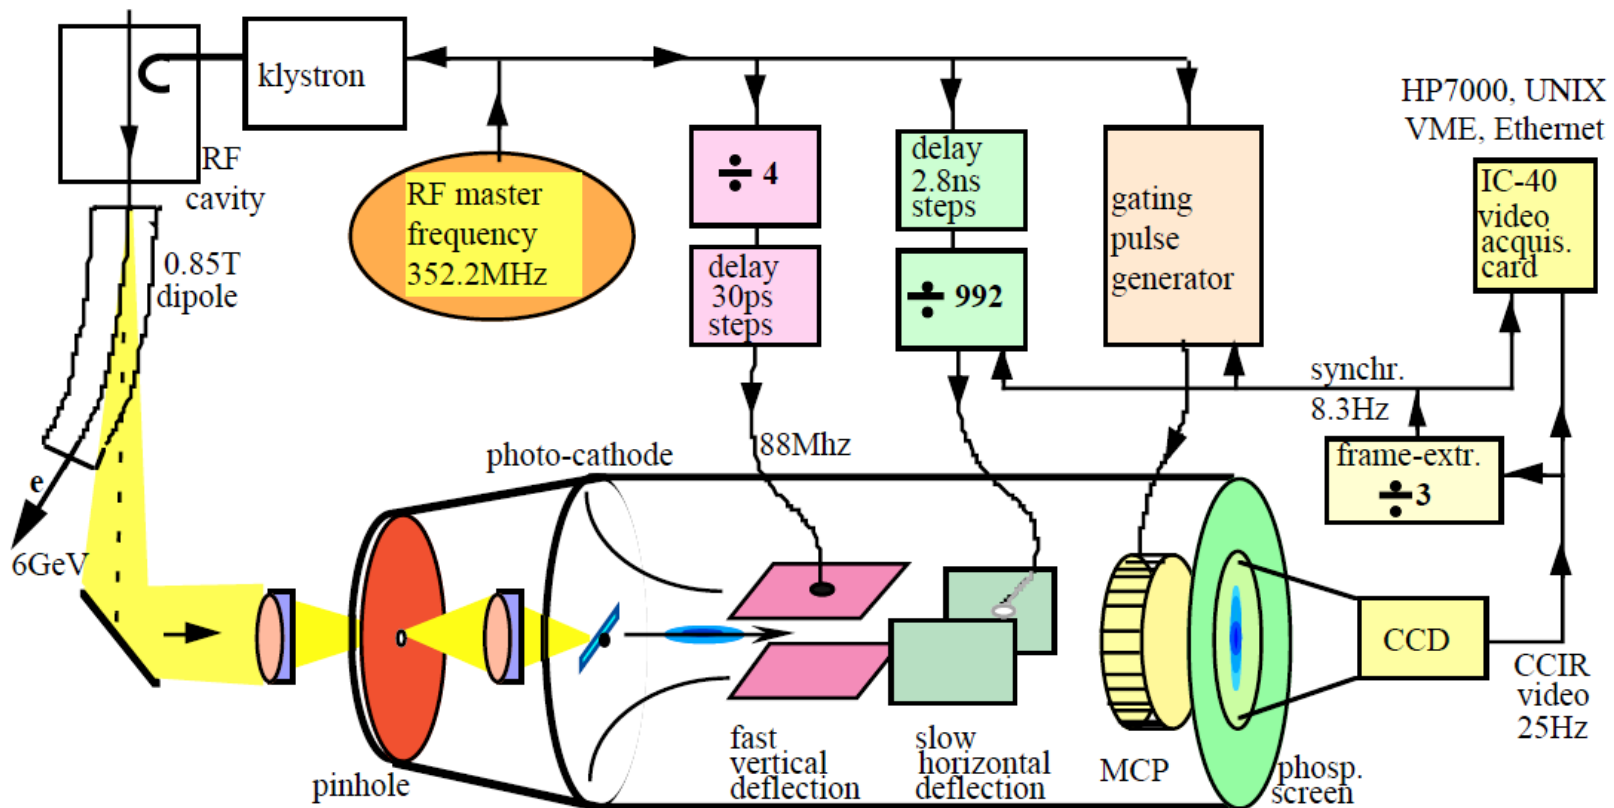 klystron
RF
cavity
RF master
frequency
352.2MHz
0.85T
dipole
e
6GeV
÷ 4
delay
30ps
steps
88Mhz
delay
2.8ns
steps
÷ 992
gating
pulse
generator
HP7000, UNIX
VME, Ethernet
IC-40
video
acquis.
card
synchr.
8.3Hz
frame-extr.
÷3
photo-cathode
pinhole
fast
vertical
deflection
slow
horizontal
deflection
MCP
phosp.
screen
CCD
CCIR
video
25Hz